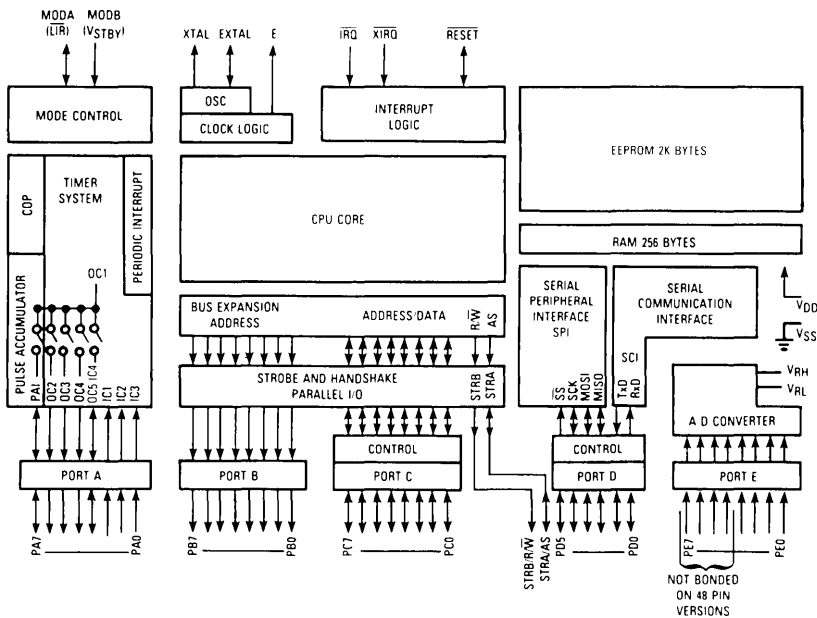 MODA
(LIR)
MODB
(VSTBY)
XTAL
EXTAL
E
IRQ
XIRQ
RESET
MODE CONTROL
OSC
CLOCK LOGIC
INTERRUPT
LOGIC
EEPROM 2K BYTES
COP
TIMER
SYSTEM
PERIODIC INTERRUPT
CPU CORE
RAM 256 BYTES
PULSE ACCUMULATOR
OC1
PAI
OC2
OC3
OC4
OC5 IC4
IC1
IC2
IC3
BUS EXPANSION
ADDRESS
ADDRESS/DATA
R/W
AS
STROBE AND HANDSHAKE
PARALLEL I/O
STRB
STRA
SERIAL
PERIPHERAL
INTERFACE
SPI
SS
SCK
MOSI
MISO
SERIAL
COMMUNICATION
INTERFACE
SCI
TxD
RxD
VDD
VSS
VRH
VRL
A D CONVERTER
CONTROL
CONTROL
PORT A
PORT B
PORT C
PORT D
PORT E
PA7
PA0
PB7
PB0
PC7
PC0
STRB/R/W
STRA/AS
PD5
PD0
PE7
PE0
NOT BONDED
ON 48 PIN
VERSIONS